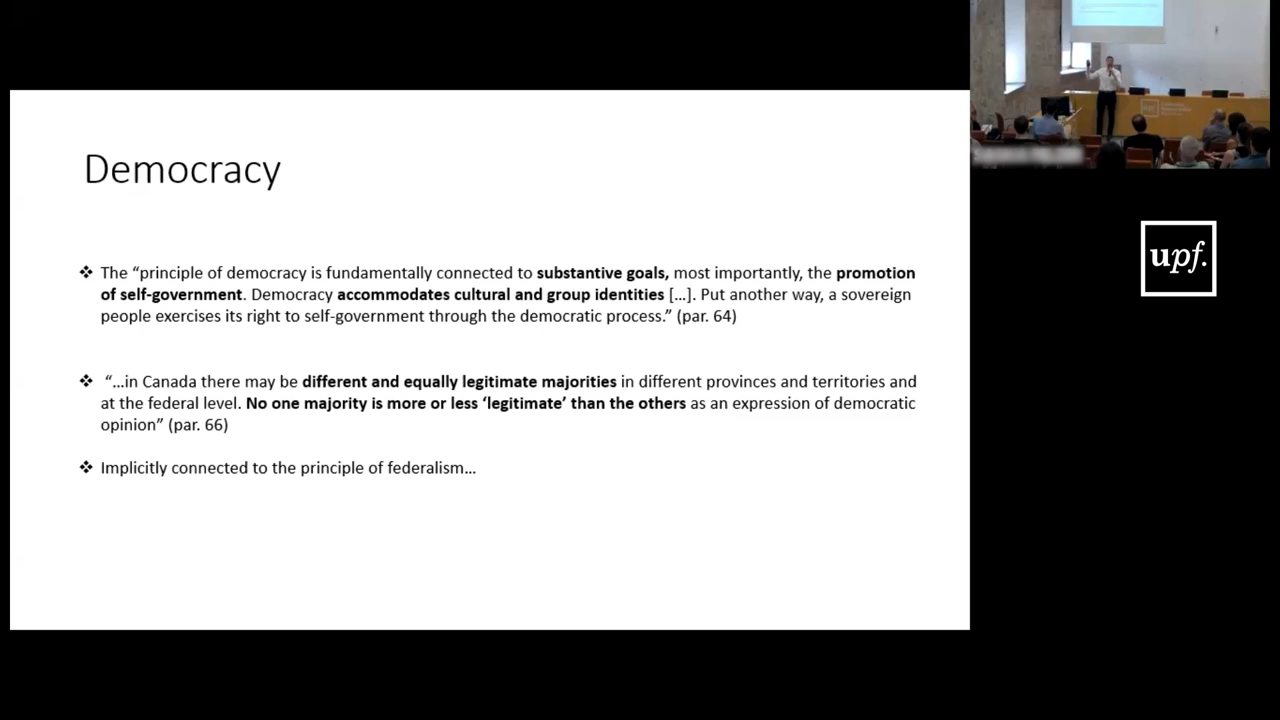 Democracy
❖ The “principle of democracy is fundamentally connected to substantive goals, most importantly, the promotion
of self-government. Democracy accommodates cultural and group identities [...]. Put another way, a sovereign
people exercises its right to self-government through the democratic process.” (par. 64)
❖ “...in Canada there may be different and equally legitimate majorities in different provinces and territories and
at the federal level. No one majority is more or less ‘legitimate’ than the others as an expression of democratic
opinion” (par. 66)
❖ Implicitly connected to the principle of federalism...
upf.